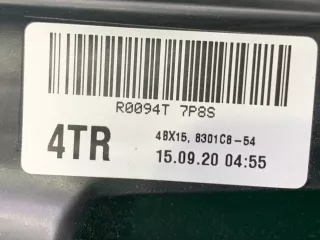 R0094T 7P8S
4TR
4BX15, 8301C8-54
15.09.20 04:55